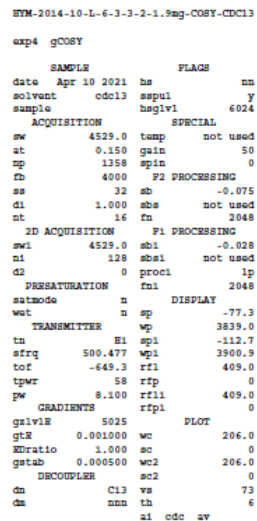 HYM-2014-10-L-6-3-3-2-1.9mg-COSY-CDC13
exp4 gCOSY
SAMPLE FLAGS
date Apr 10 2021 hs nn
solvent cdc13 sspul y
sample hsglvl 6024
ACQUISITION SPECIAL
sw 4529.0 temp not used
at 0.150 gain 50
np 1358 spin 0
fb 4000 F2 PROCESSING
ss 32 sb -0.075
d1 1.000 sbs not used
nt 16 fn 2048
2D ACQUISITION F1 PROCESSING
sw1 4529.0 sb1 -0.028
ni 128 sbs1 not used
d2 0 proc1 lp
PRESATURATION fn1 2048
satmode n DISPLAY
wet n sp -77.3
TRANSMITTER wp 3839.0
tn H1 sp1 -112.7
sfrq 500.477 wp1 3900.9
tof -649.3 rfl 409.0
tpwr 58 rfp 0
pw 8.100 rfl1 409.0
GRADIENTS rfp1 0
gzlvlE 5025 PLOT
gtE 0.001000 wc 206.0
EDratio 1.000 sc 0
gstab 0.000500 wc2 206.0
DECOUPLER sc2 0
dn C13 vs 73
dm nnn th 6
ai cdc av